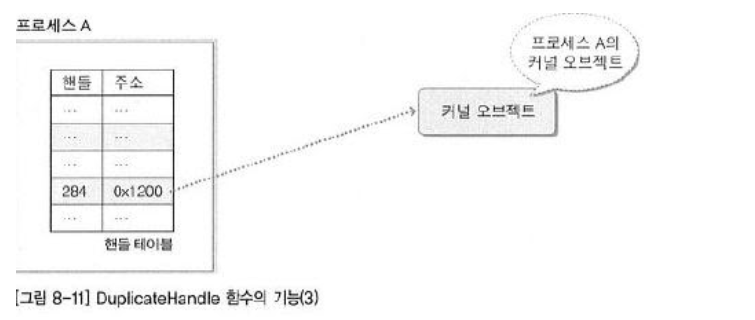 프로세스 A
프로세스 A의
커널 오브젝트
핸들 주소
... ...
... ...
... ...
284 0x1200
... ...
핸들 테이블
커널 오브젝트
[그림 8-11] DuplicateHandle 함수의 기능(3)